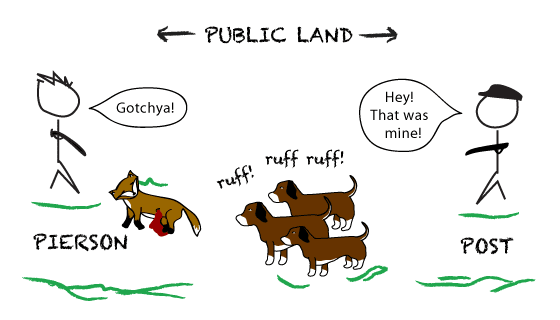 PUBLIC LAND
Gotchya!
Hey!
That was
mine!
ruff!
ruff ruff!
PIERSON
POST